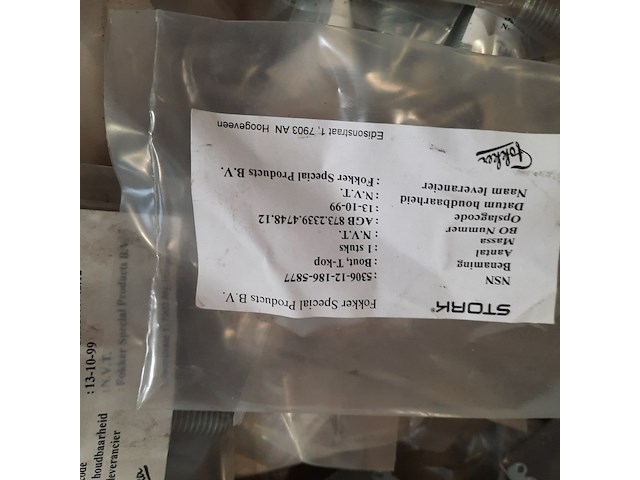 STORK® Fokker Special Products B.V.
NSN :5306-12-186-5877
Benaming : Bout, T-kop
Aantal : 1 stuks
Massa : N.V.T.
BO Nummer : AGB 873.2339.4748.12
Opslagcode : 13-10-99
Datum houdbaarheid : N.V.T.
Naam leverancier : Fokker Special Products B.V.
Fokker Edisonstraat 1, 7903 AN Hoogeveen
:13-10-99
houdbaarheid : N.V.T.
leverancier : Fokker Special Products B.V.